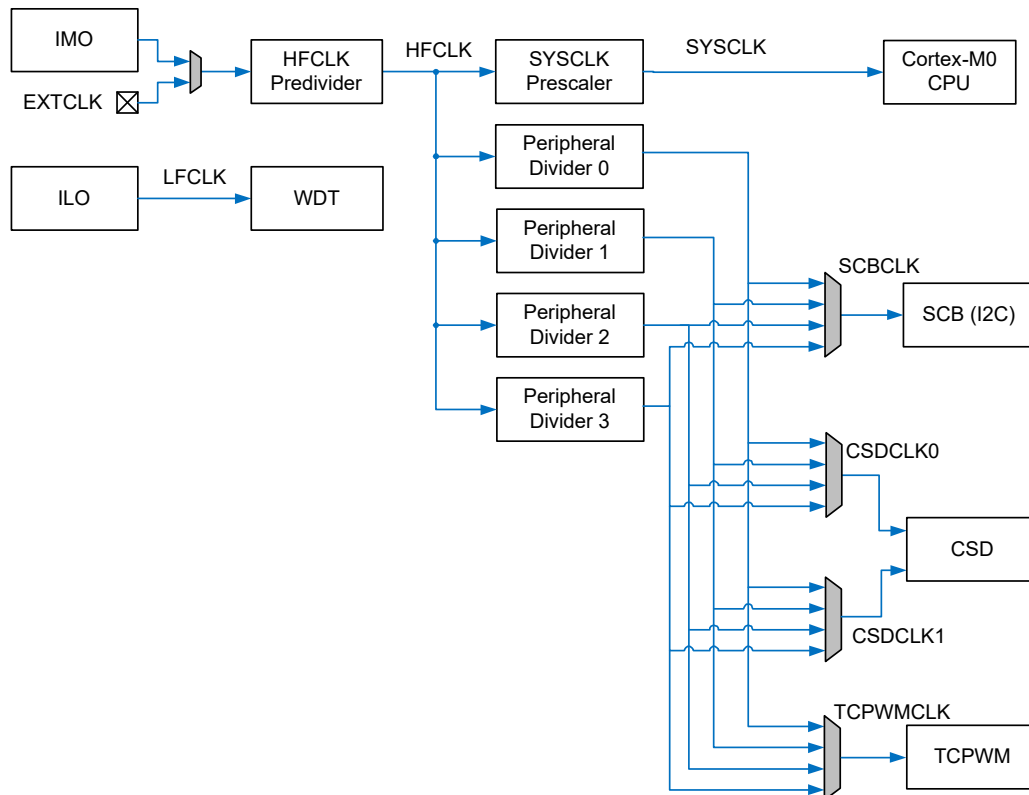 IMO
EXTCLK
HFCLK
Predivider
HFCLK
SYSCLK
Prescaler
SYSCLK
Cortex-M0
CPU
ILO
LFCLK
WDT
Peripheral
Divider 0
Peripheral
Divider 1
Peripheral
Divider 2
Peripheral
Divider 3
SCBCLK
SCB (I2C)
CSDCLK0
CSD
CSDCLK1
TCPWMCLK
TCPWM